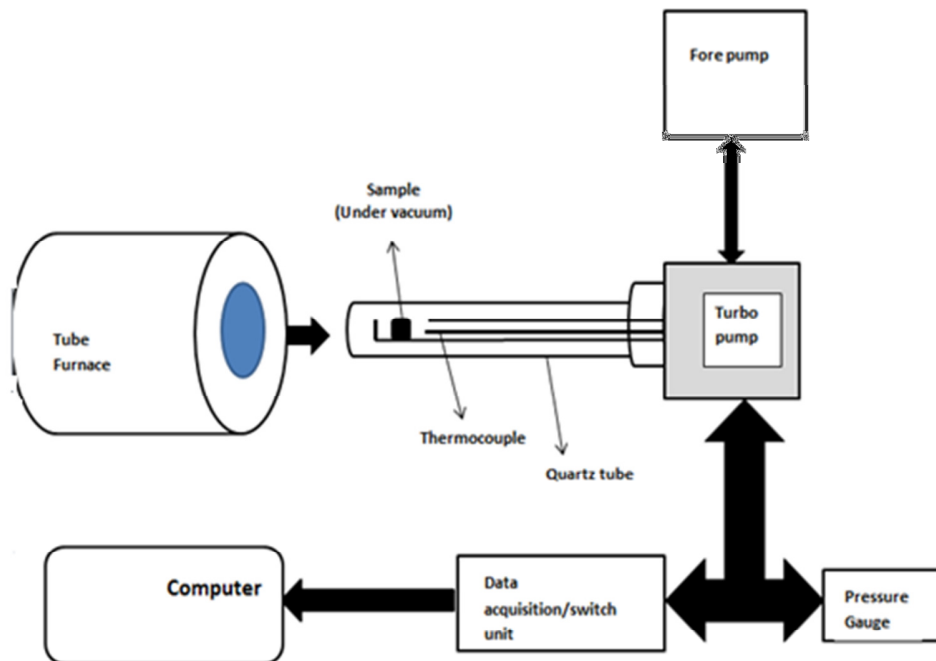 Fore pump
Sample
(Under vacuum)
Tube
Furnace
Turbo
pump
Thermocouple
Quartz tube
Computer
Data
acquisition/switch
unit
Pressure
Gauge